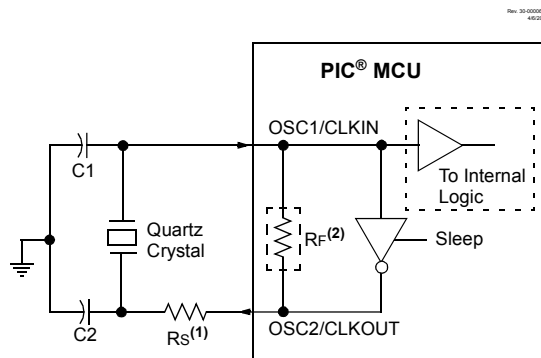 PIC® MCU
OSC1/CLKIN
C1
To Internal
Logic
Quartz
Crystal
RF(2)
Sleep
C2
RS(1)
OSC2/CLKOUT